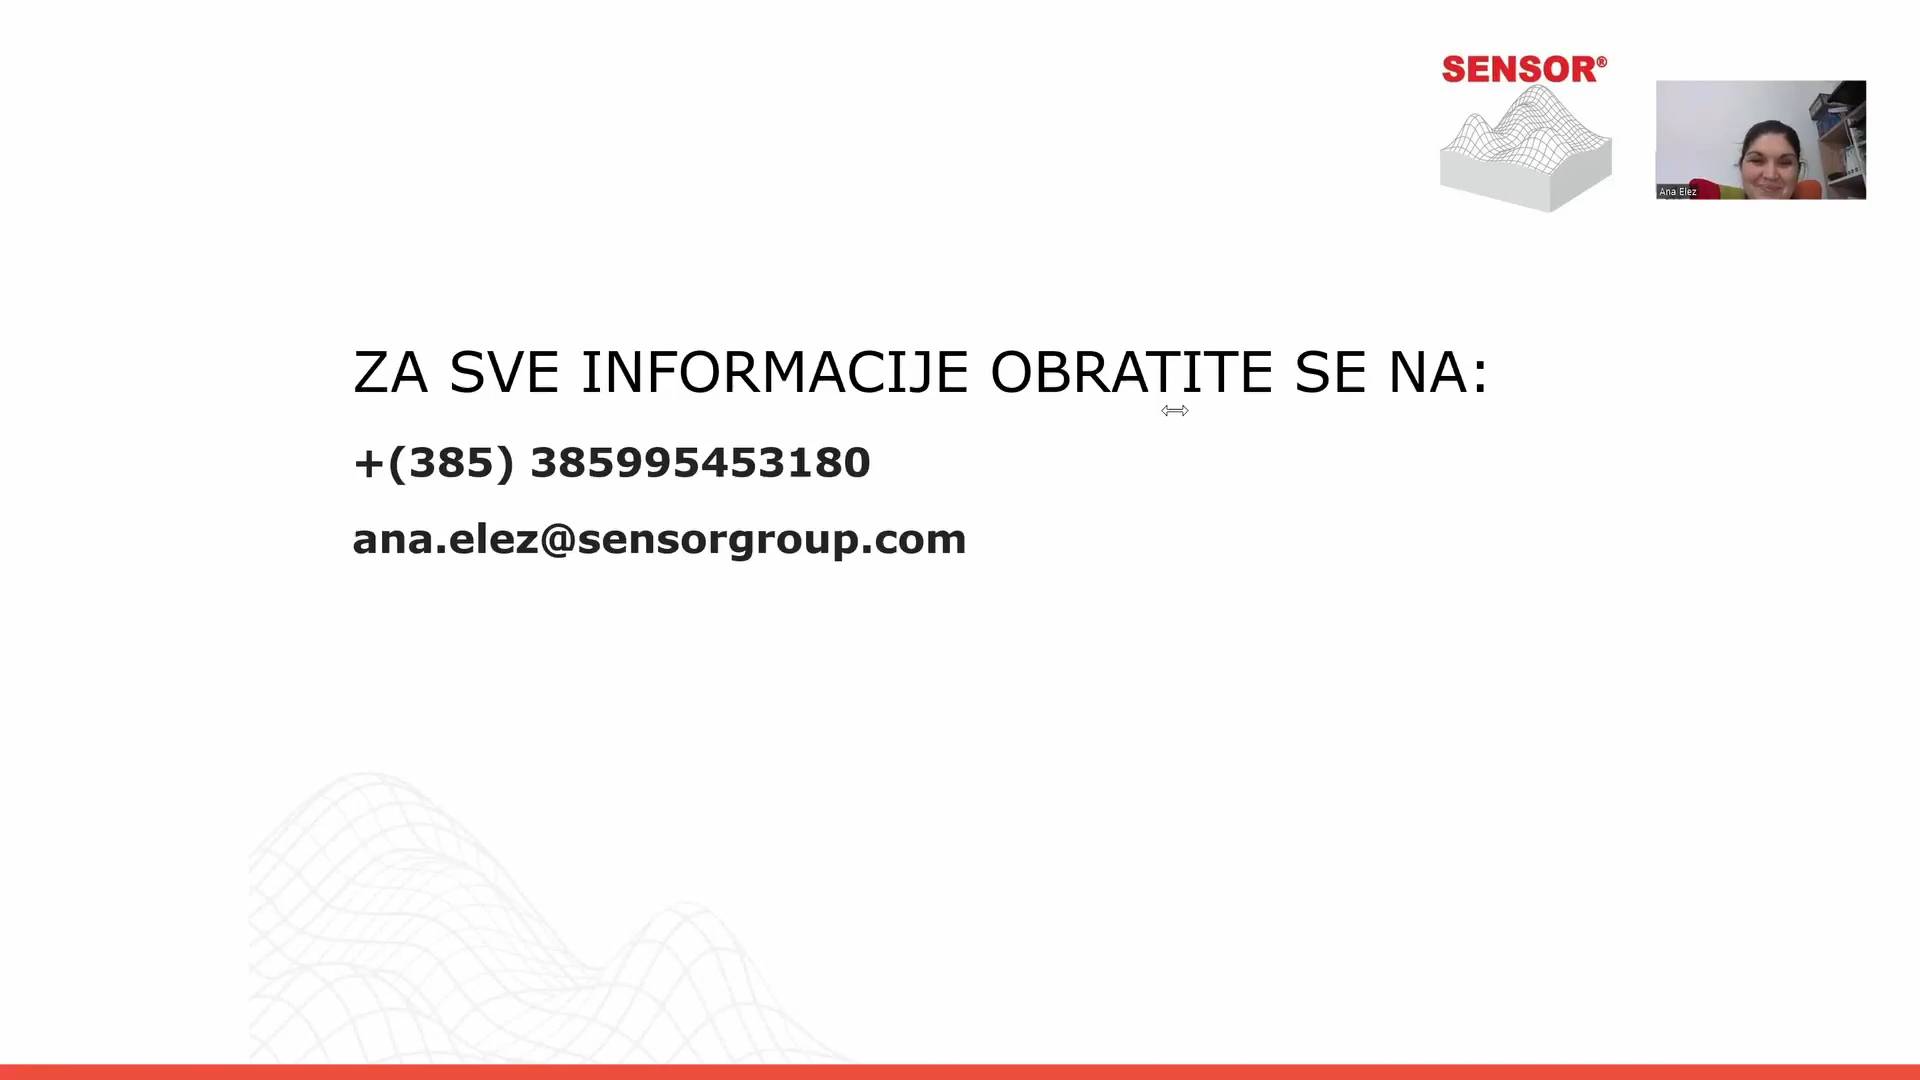 SENSOR®
Ana Elez
ZA SVE INFORMACIJE OBRATITE SE NA:
+(385) 385995453180
ana.elez@sensorgroup.com